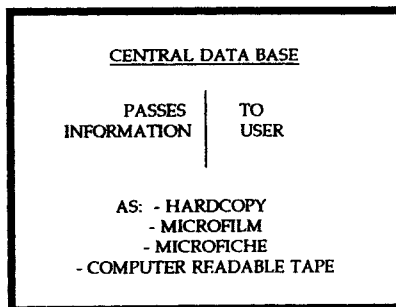 CENTRAL DATA BASE
PASSES TO
INFORMATION USER
AS: - HARDCOPY
- MICROFILM
- MICROFICHE
- COMPUTER READABLE TAPE